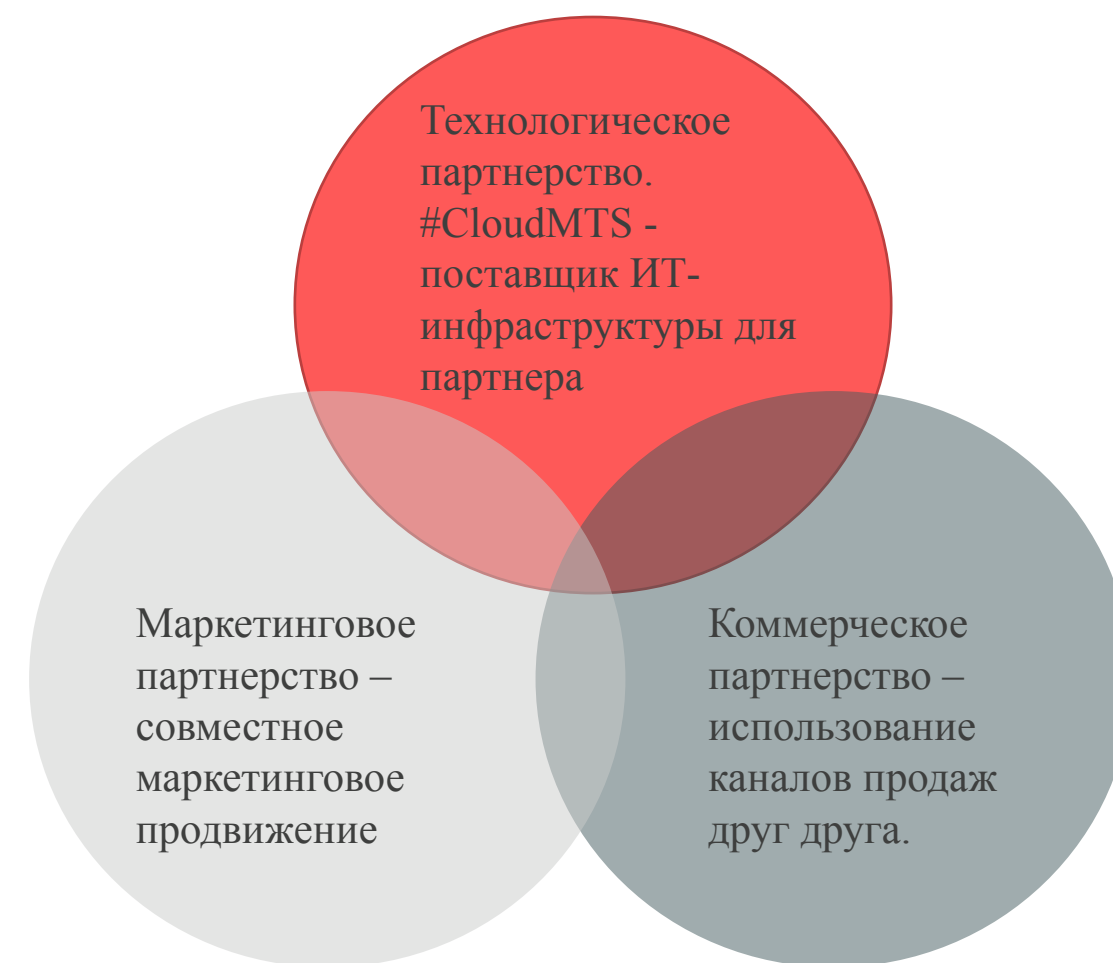 Технологическое
партнерство.
#CloudMTS -
поставщик ИТ-
инфраструктуры для
партнера
Маркетинговое
партнерство –
совместное
маркетинговое
продвижение
Коммерческое
партнерство –
использование
каналов продаж
друг друга.